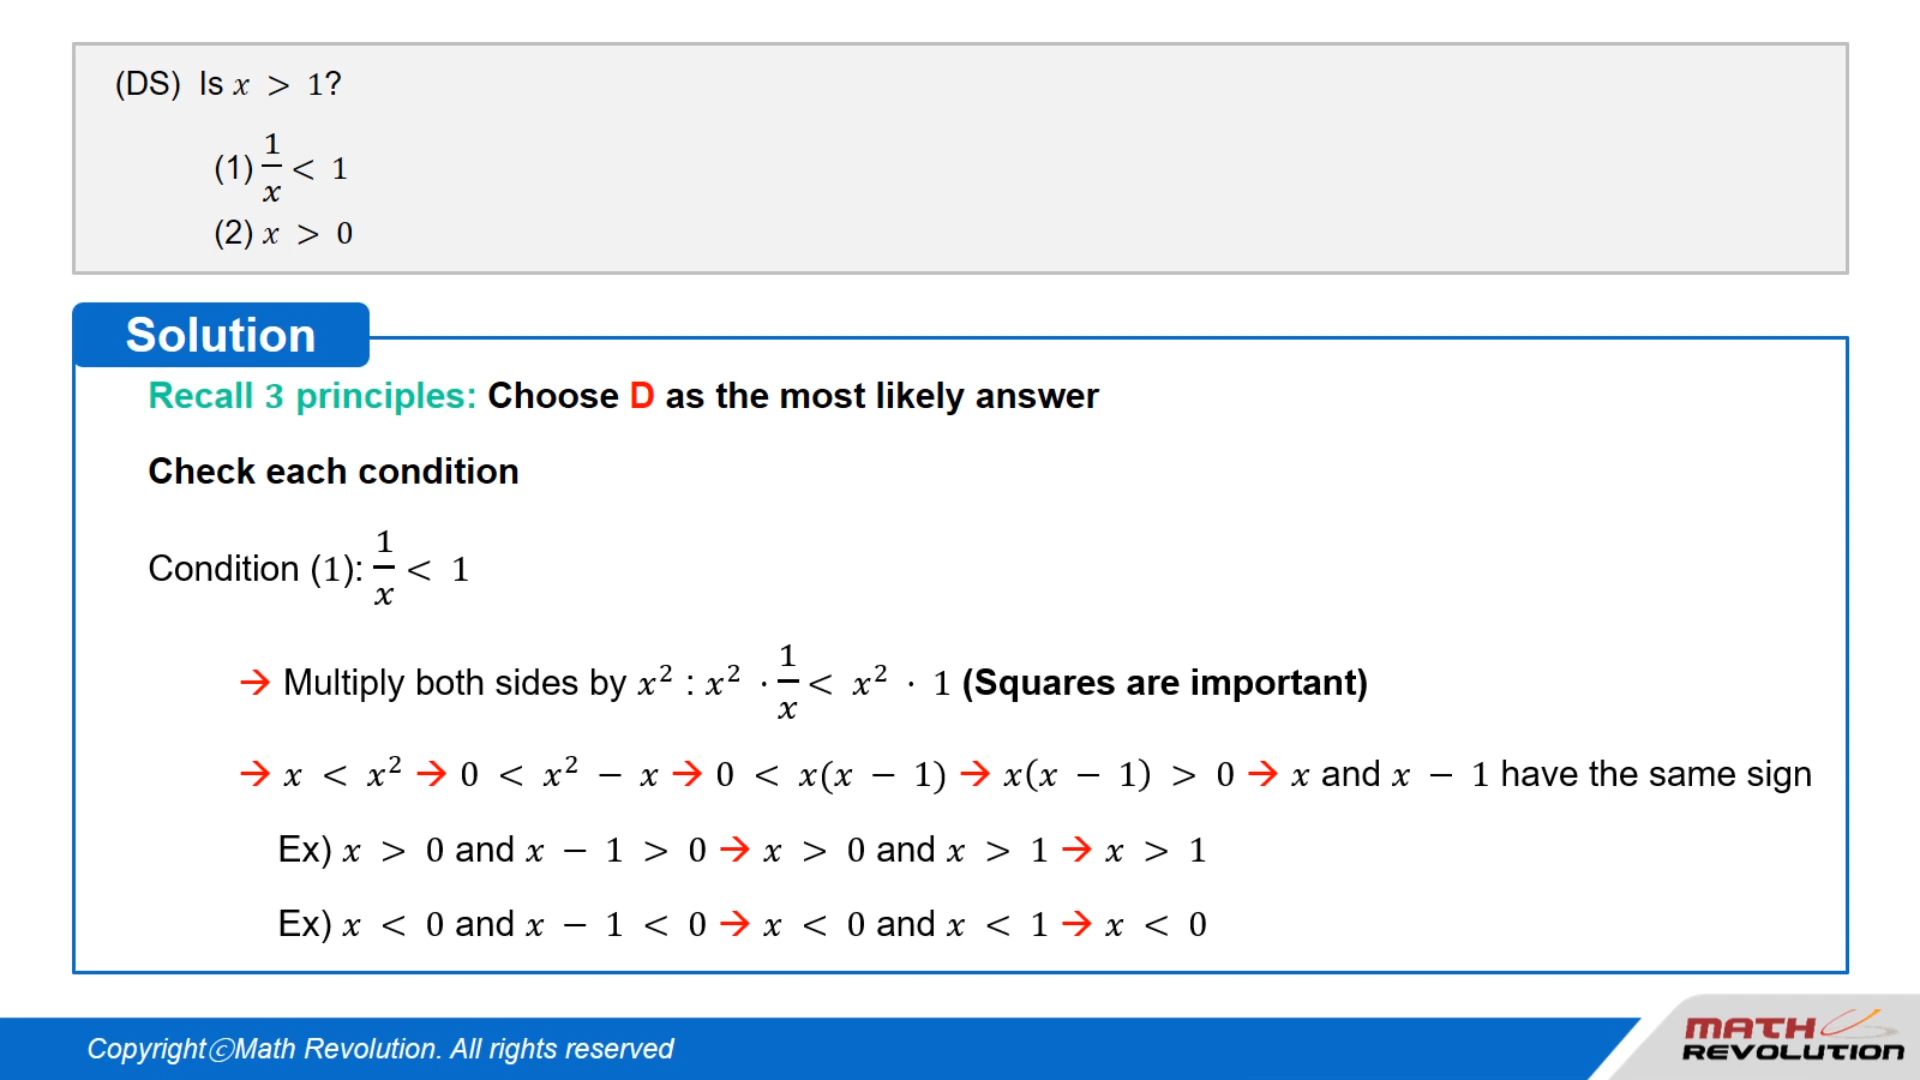 (DS) Is x > 1?
(1) 1/x < 1
(2) x > 0
Solution
Recall 3 principles: Choose D as the most likely answer
Check each condition
Condition (1): 1/x < 1
→ Multiply both sides by x² : x² · 1/x < x² · 1 (Squares are important)
→ x < x² → 0 < x² − x → 0 < x(x − 1) → x(x − 1) > 0 → x and x − 1 have the same sign
Ex) x > 0 and x − 1 > 0 → x > 0 and x > 1 → x > 1
Ex) x < 0 and x − 1 < 0 → x < 0 and x < 1 → x < 0
Copyrightⓒ Math Revolution. All rights reserved
MATH
REVOLUTION